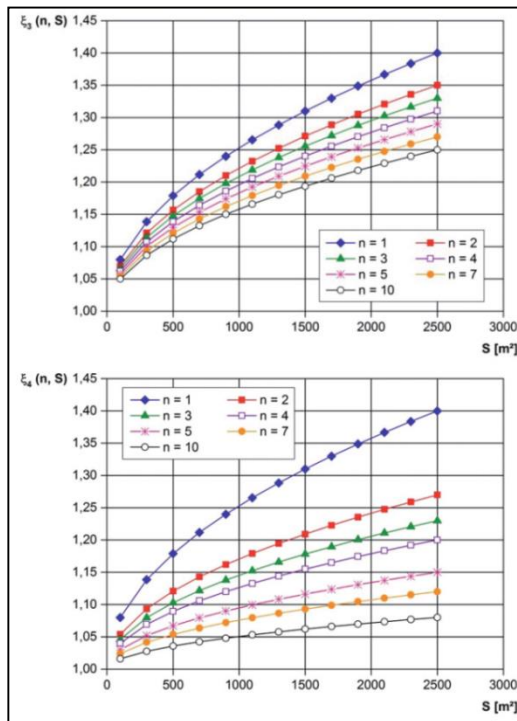 ξ₃ (n, S)
1,45
1,40
1,35
1,30
1,25
1,20
1,15
1,10
1,05
1,00
n = 1 n = 2
n = 3 n = 4
n = 5 n = 7
n = 10
0 500 1000 1500 2000 2500 3000
S [m²]
ξ₄ (n, S)
1,45
1,40
1,35
1,30
1,25
1,20
1,15
1,10
1,05
1,00
n = 1 n = 2
n = 3 n = 4
n = 5 n = 7
n = 10
0 500 1000 1500 2000 2500 3000
S [m²]